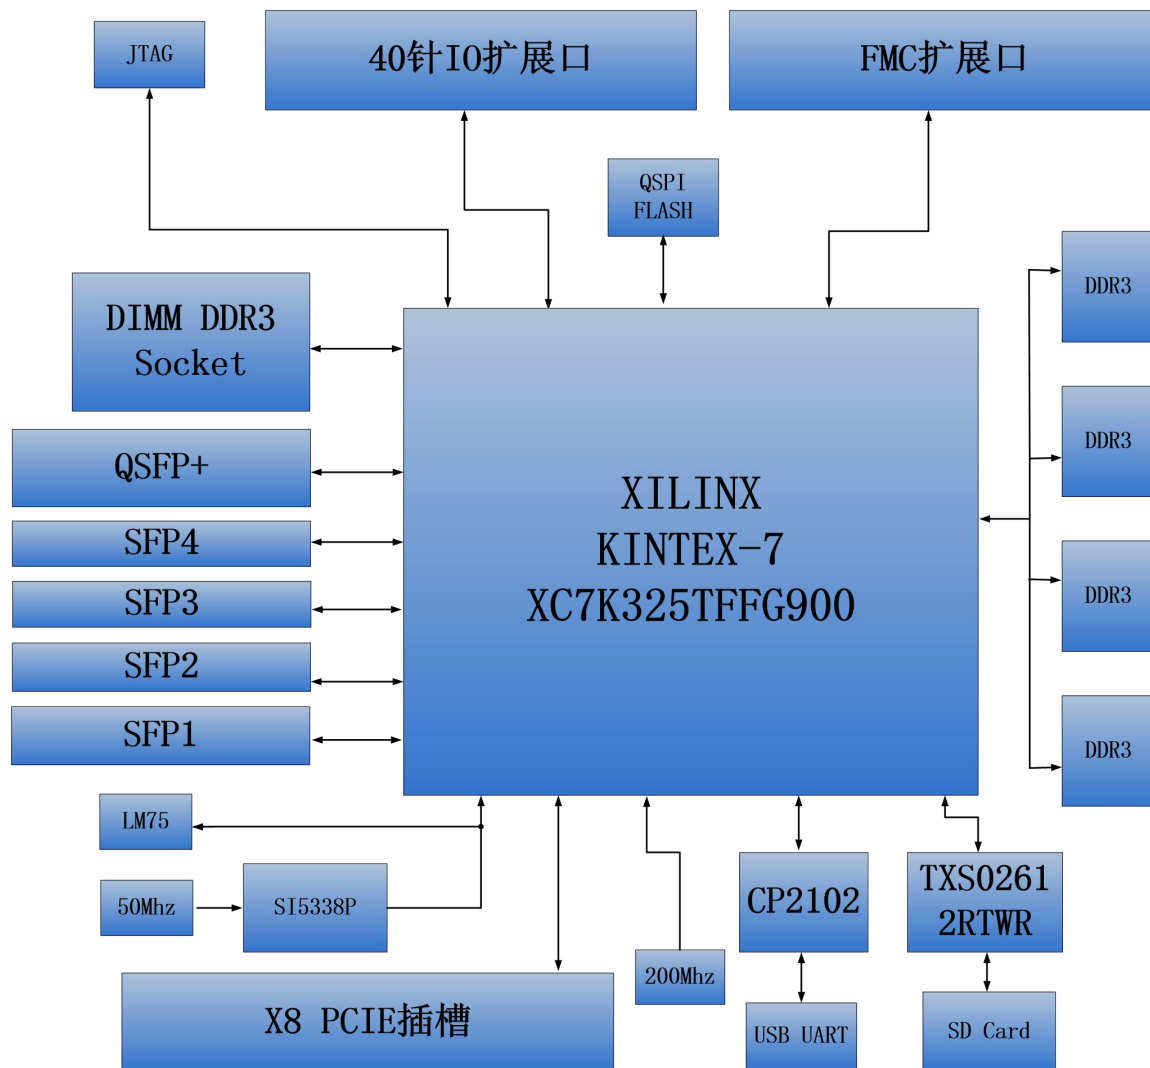 JTAG
40针IO扩展口
FMC扩展口
QSPI
FLASH
DIMM DDR3
Socket
DDR3
DDR3
DDR3
DDR3
QSFP+
SFP4
SFP3
SFP2
SFP1
XILINX
KINTEX-7
XC7K325TFFG900
LM75
50Mhz
SI5338P
200Mhz
CP2102
TXS0261
2RTWR
X8 PCIE插槽
USB UART
SD Card